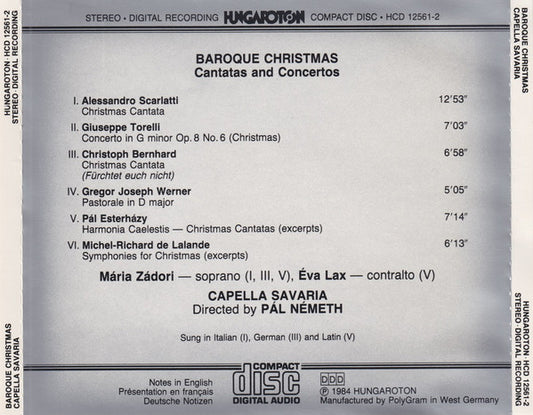 STEREO · DIGITAL RECORDING HUNGAROTON COMPACT DISC · HCD 12561-2
BAROQUE CHRISTMAS
Cantatas and Concertos
I. Alessandro Scarlatti 12'53"
Christmas Cantata
II. Giuseppe Torelli 7'03"
Concerto in G minor Op. 8 No. 6 (Christmas)
III. Christoph Bernhard 6'58"
Christmas Cantata
(Fürchtet euch nicht)
IV. Gregor Joseph Werner 5'05"
Pastorale in D major
V. Pál Esterházy 7'14"
Harmonia Caelestis — Christmas Cantatas (excerpts)
VI. Michel-Richard de Lalande 6'13"
Symphonies for Christmas (excerpts)
Mária Zádori — soprano (I, III, V), Éva Lax — contralto (V)
CAPELLA SAVARIA
Directed by PÁL NÉMETH
Sung in Italian (I), German (III) and Latin (V)
Notes in English
Présentation en français
Deutsche Notizen
COMPACT
disc
DIGITAL AUDIO
DDD
℗ 1984 HUNGAROTON
Manufactured by PolyGram in West Germany
BAROQUE CHRISTMAS
CAPELLA SAVARIA
HUNGAROTON · HCD 12561-2
STEREO · DIGITAL RECORDING
BAROQUE CHRISTMAS
CAPELLA SAVARIA
HUNGAROTON · HCD 12561-2
STEREO · DIGITAL RECORDING